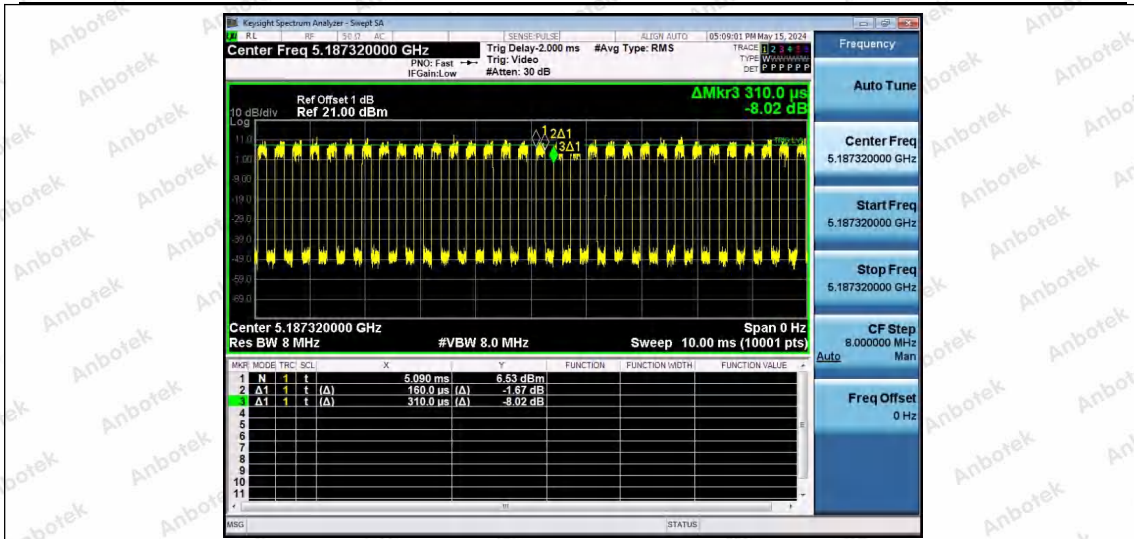 Keysight Spectrum Analyzer - Swept SA
RL RF 50 Ω AC SENSE:PULSE ALIGN AUTO 05:09:01 PM May 15, 2024
Center Freq 5.187320000 GHz
PNO: Fast
IFGain:Low
Trig Delay-2.000 ms
Trig: Video
#Atten: 30 dB
#Avg Type: RMS
TRACE 1 2 3 4 5 6
TYPE W
DET P P P P P P
Ref Offset 1 dB
Ref 21.00 dBm
10 dB/div
Log
ΔMkr3 310.0 µs
-8.02 dB
11.0
1.00
-9.00
-19.0
-29.0
-39.0
-49.0
-59.0
-69.0
1 2Δ1
3Δ1
Center 5.187320000 GHz Span 0 Hz
Res BW 8 MHz #VBW 8.0 MHz Sweep 10.00 ms (10001 pts)
MKR MODE TRC SCL X Y FUNCTION FUNCTION WIDTH FUNCTION VALUE
1 N 1 t 5.090 ms 6.53 dBm
2 Δ1 1 t (Δ) 160.0 µs (Δ) -1.67 dB
3 Δ1 1 t (Δ) 310.0 µs (Δ) -8.02 dB
4
5
6
7
8
9
10
11
MSG STATUS
Frequency
Auto Tune
Center Freq
5.187320000 GHz
Start Freq
5.187320000 GHz
Stop Freq
5.187320000 GHz
CF Step
8.000000 MHz
Auto Man
Freq Offset
0 Hz
Anbotek